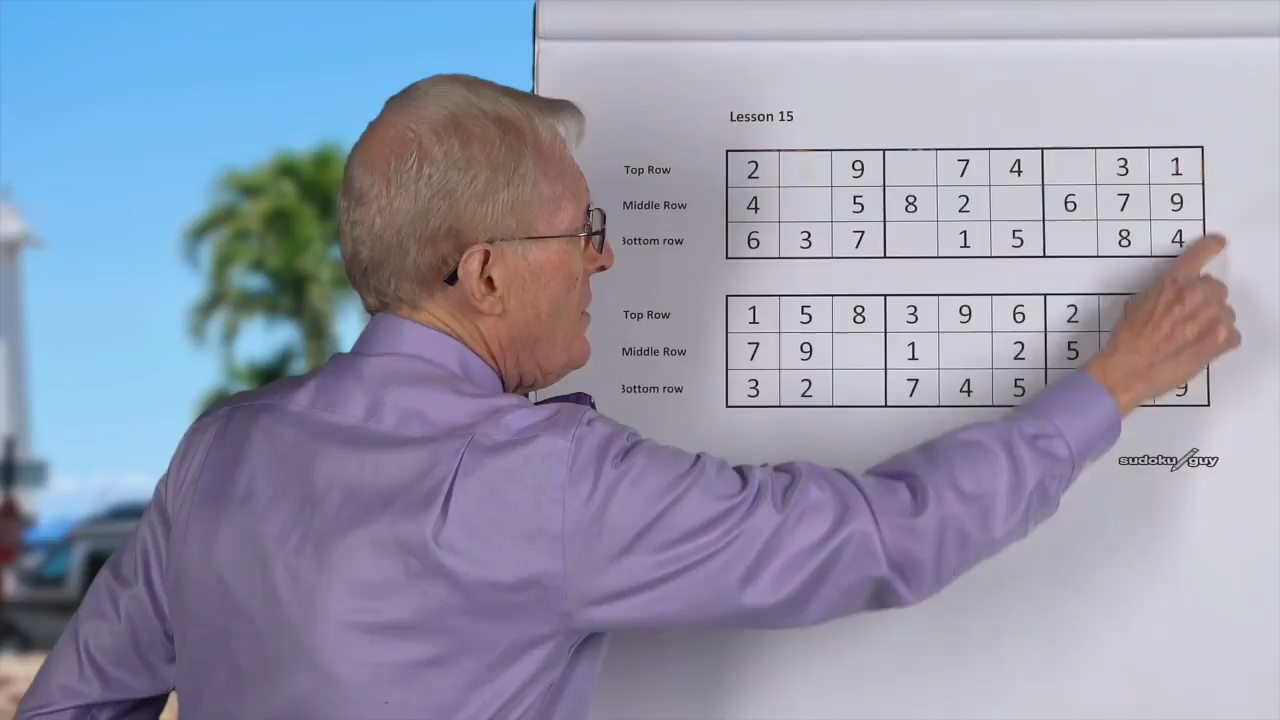 Lesson 15
Top Row 2 9 7 4 3 1
Middle Row 4 5 8 2 6 7 9
Bottom row 6 3 7 1 5 8 4
Top Row 1 5 8 3 9 6 2
Middle Row 7 9 1 2 5
Bottom row 3 2 7 4 5 9
sudoku guy